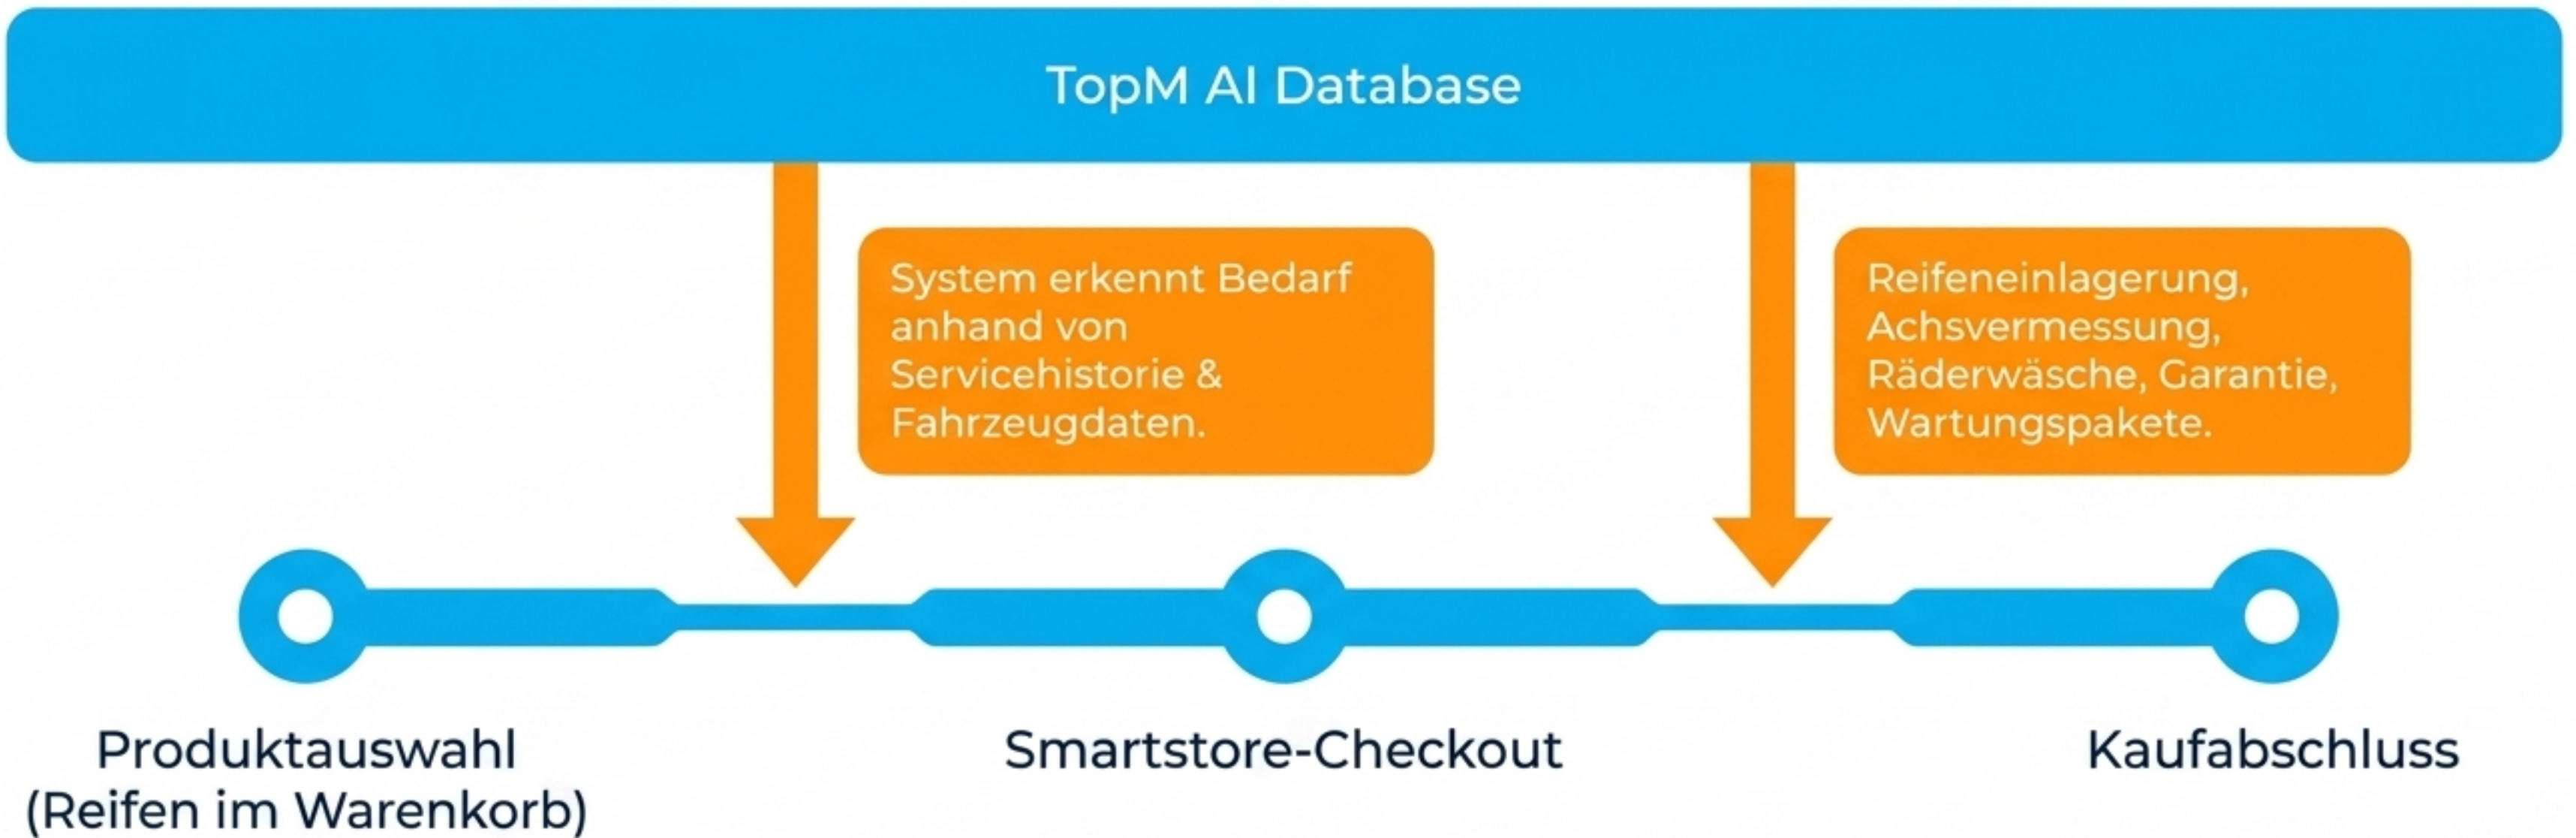 TopM AI Database
System erkennt Bedarf
anhand von
Servicehistorie &
Fahrzeugdaten.
Reifeneinlagerung,
Achsvermessung,
Räderwäsche, Garantie,
Wartungspakete.
Produktauswahl
(Reifen im Warenkorb)
Smartstore-Checkout
Kaufabschluss